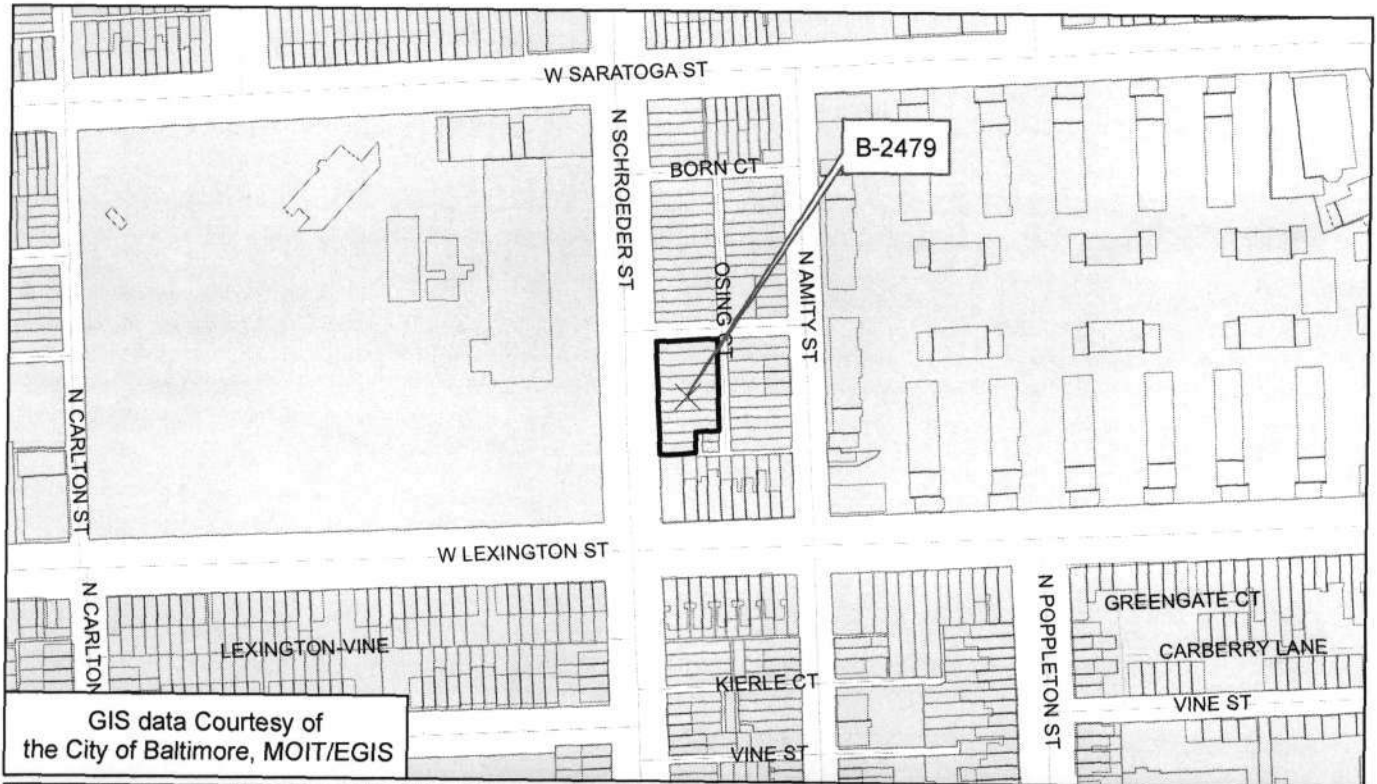 W SARATOGA ST
N SCHROEDER ST
BORN CT
B-2479
OSING CT
N AMITY ST
N CARLTON ST
W LEXINGTON ST
N CARLTON
LEXINGTON-VINE
KIERLE CT
VINE ST
N POPPLETON ST
GREENGATE CT
CARBERRY LANE
VINE ST
GIS data Courtesy of
the City of Baltimore, MOIT/EGIS